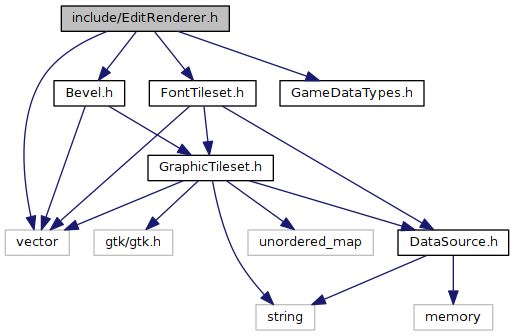 include/EditRenderer.h
Bevel.h
FontTileset.h
GameDataTypes.h
GraphicTileset.h
vector
gtk/gtk.h
unordered_map
DataSource.h
string
memory